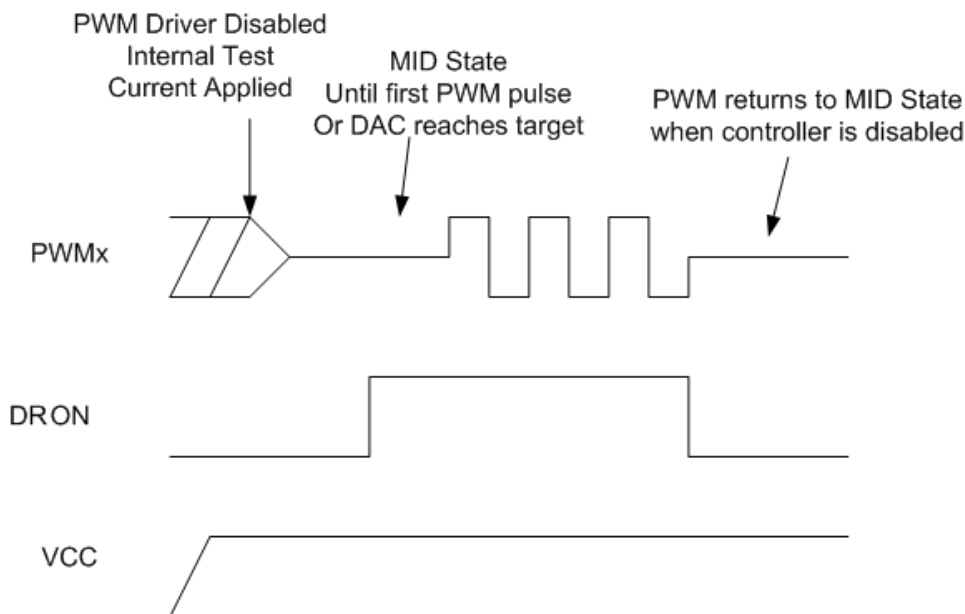 PWM Driver Disabled
Internal Test
Current Applied
MID State
Until first PWM pulse
Or DAC reaches target
PWM returns to MID State
when controller is disabled
PWMx
DRON
VCC